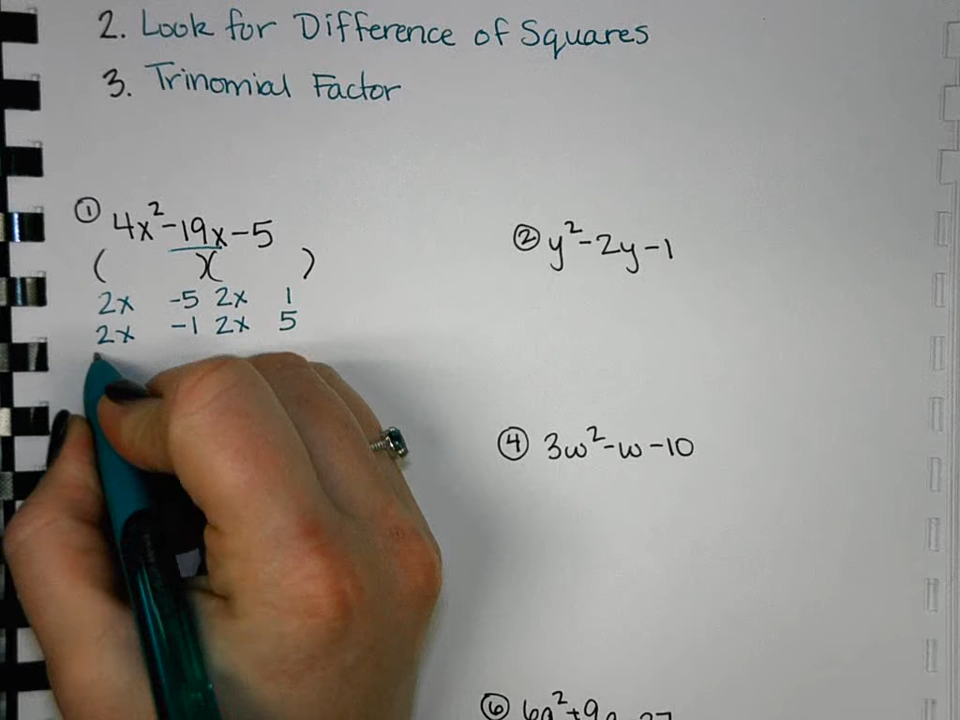 2. Look for Difference of Squares
3. Trinomial Factor
① 4x²-19x-5
( )( )
2x -5 2x 1
2x -1 2x 5
② y²-2y-1
④ 3w²-w-10
⑥